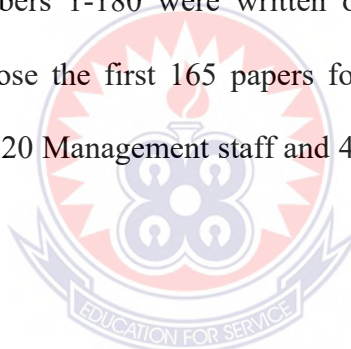 bers 1-180 were written o
ose the first 165 papers fo
20 Management staff and 4
EDUCATION FOR SERVICE